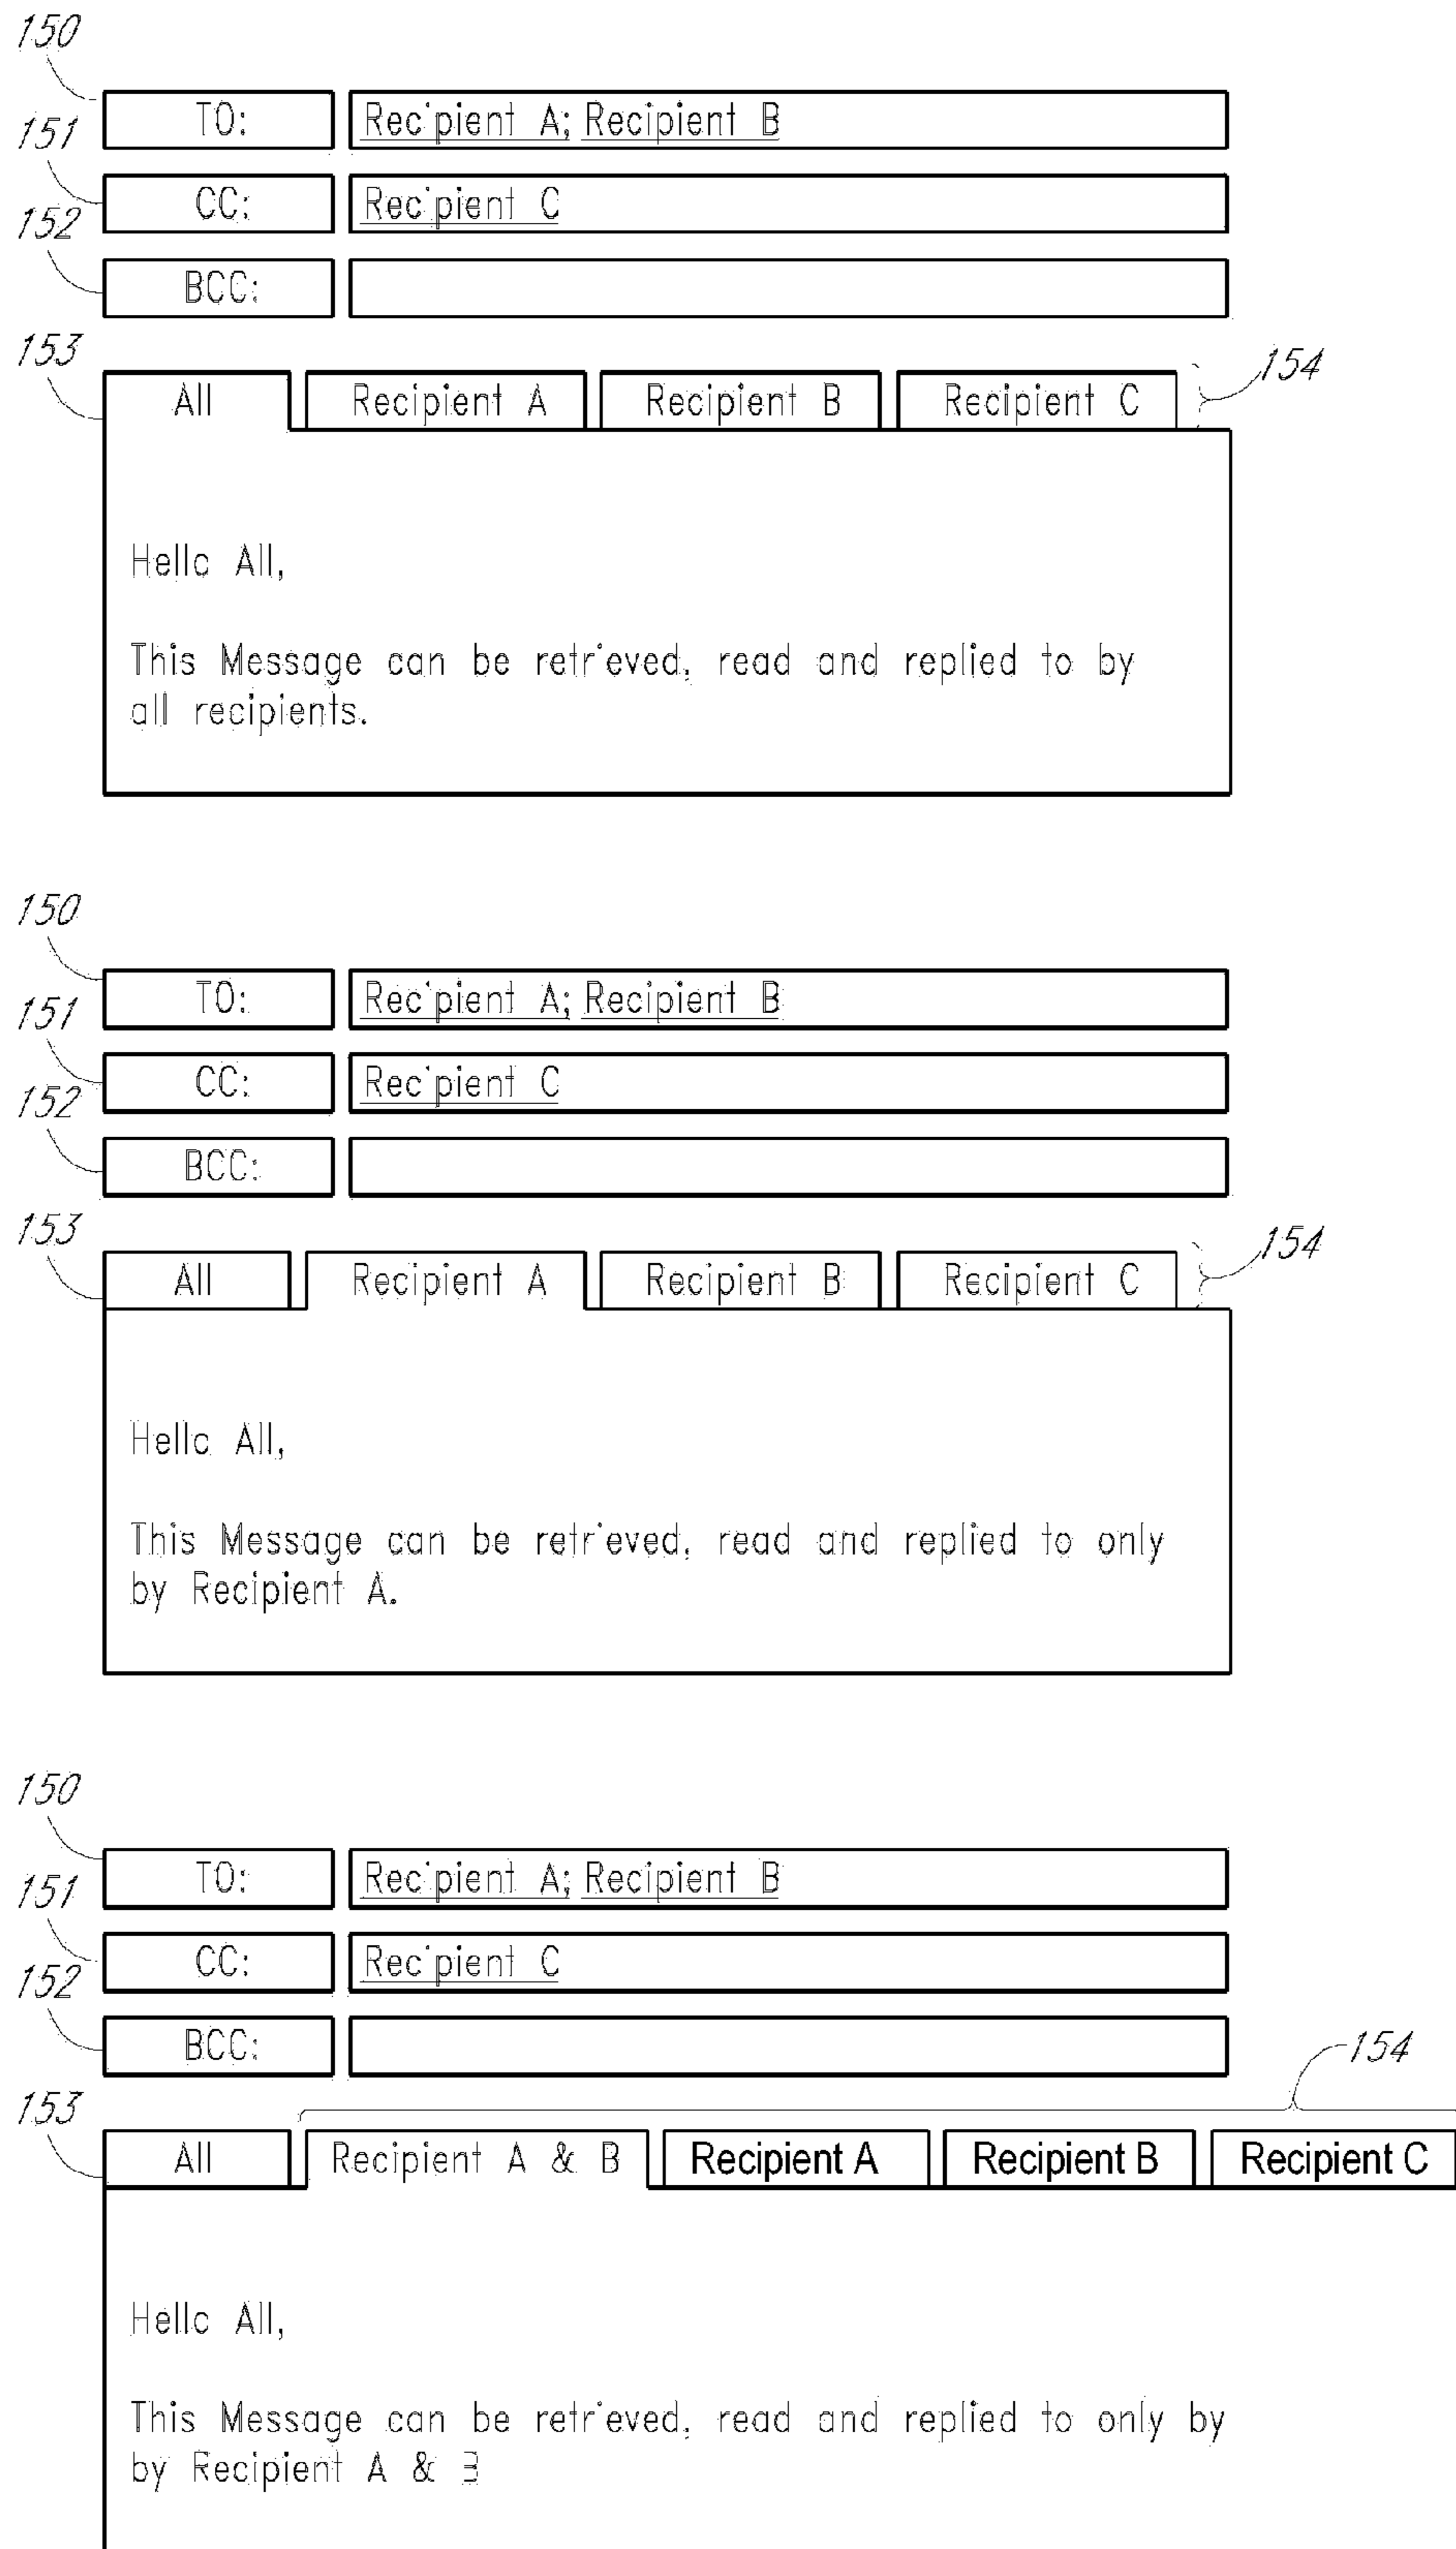 150
TO: Recipient A; Recipient B
151
CC: Recipient C
152
BCC:
153
All Recipient A Recipient B Recipient C 154
Hello All,
This Message can be retrieved, read and replied to by
all recipients.
150
TO: Recipient A; Recipient B
151
CC: Recipient C
152
BCC:
153
All Recipient A Recipient B Recipient C 154
Hello All,
This Message can be retrieved, read and replied to only
by Recipient A.
150
TO: Recipient A; Recipient B
151
CC: Recipient C
152
BCC:
154
153
All Recipient A & B Recipient A Recipient B Recipient C
Hello All,
This Message can be retrieved, read and replied to only by
by Recipient A & B